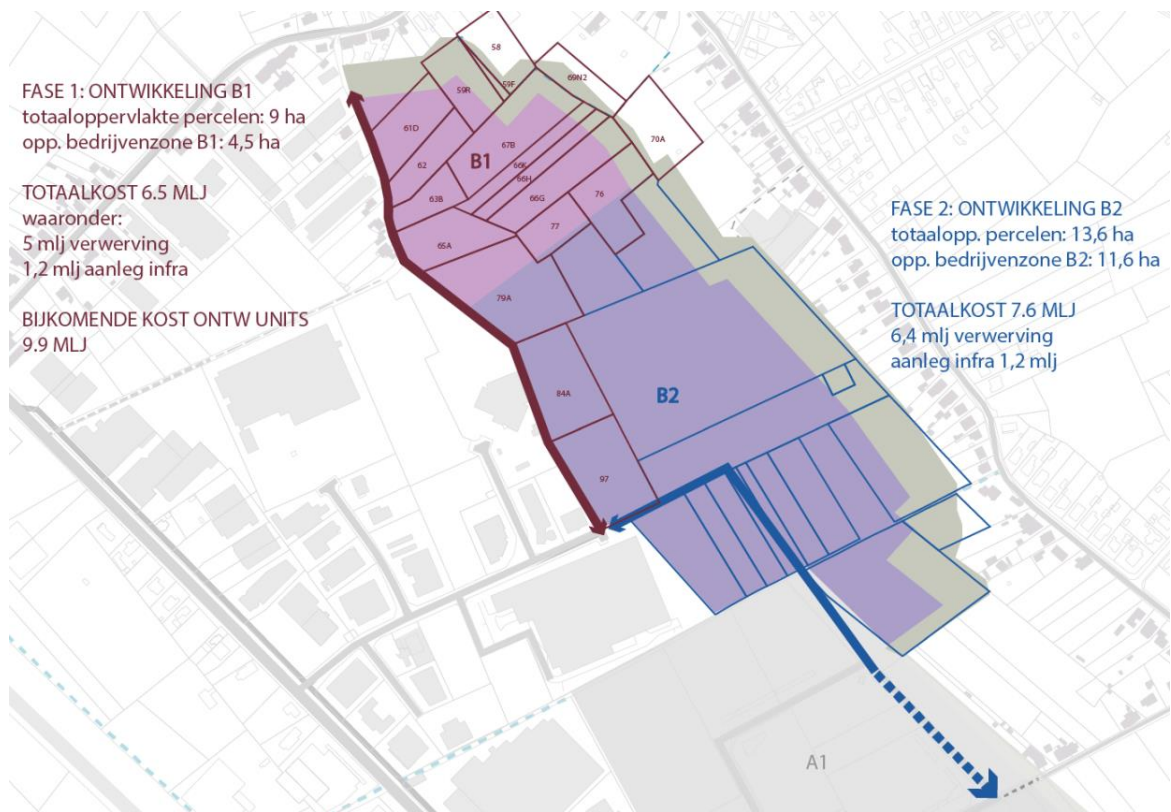 FASE 1: ONTWIKKELING B1
totaaloppervlakte percelen: 9 ha
opp. bedrijvenzone B1: 4,5 ha
TOTAALKOST 6.5 MLJ
waaronder:
5 mlj verwerving
1,2 mlj aanleg infra
BIJKOMENDE KOST ONTW UNITS
9.9 MLJ
58
59R
59F
69N2
61D
67B
70A
B1
62
66K
66H
63B
66G
76
77
65A
79A
84A
B2
97
A1
FASE 2: ONTWIKKELING B2
totaalopp. percelen: 13,6 ha
opp. bedrijvenzone B2: 11,6 ha
TOTAALKOST 7.6 MLJ
6,4 mlj verwerving
aanleg infra 1,2 mlj